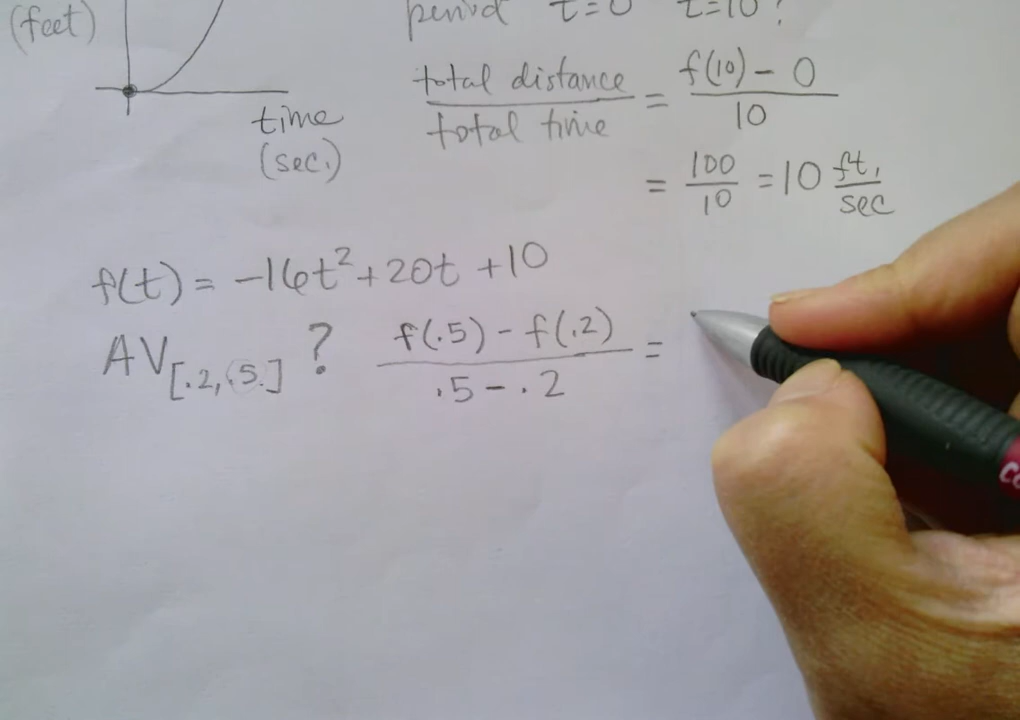 (feet)
period t=0 t=10?
total distance / total time = f(10) - 0 / 10
time
(sec.)
= 100/10 = 10 ft./sec
f(t) = -16t²+20t+10
AV[.2,.5] ? f(.5) - f(.2) / .5 - .2 =